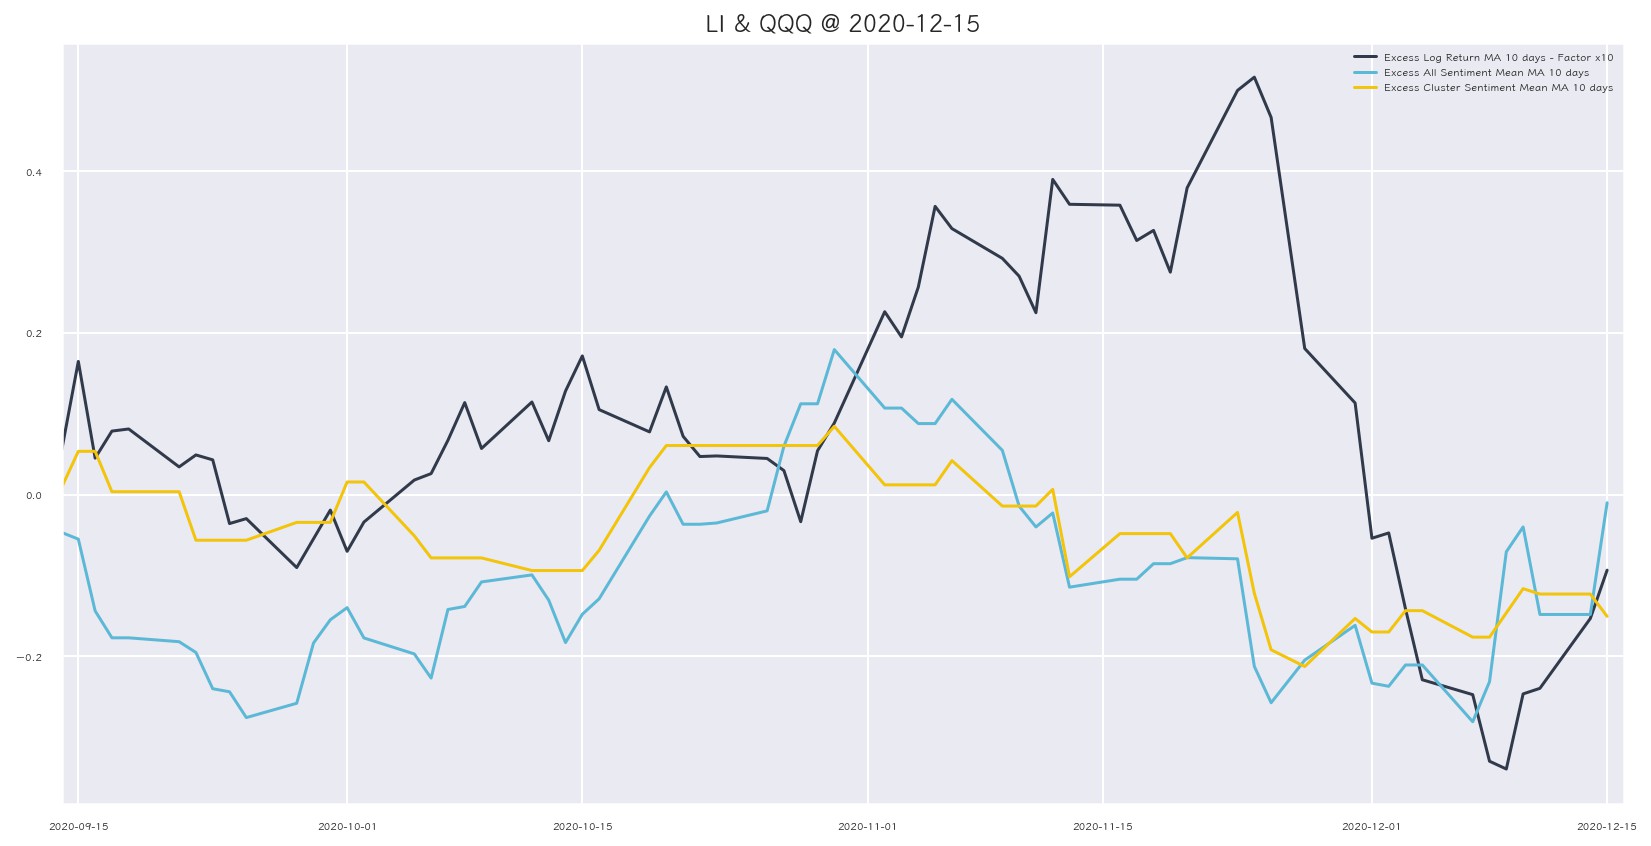 LI & QQQ @ 2020-12-15
Excess Log Return MA 10 days - Factor x10
Excess All Sentiment Mean MA 10 days
Excess Cluster Sentiment Mean MA 10 days
0.4
0.2
0.0
−0.2
2020-09-15 2020-10-01 2020-10-15 2020-11-01 2020-11-15 2020-12-01 2020-12-15